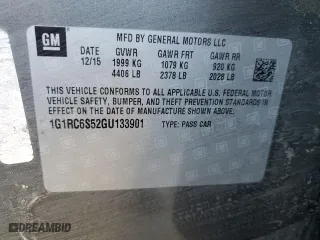 GM
MFD BY GENERAL MOTORS LLC
DATE GVWR GAWR FRT GAWR RR
12/15 1999 KG 1079 KG 920 KG
4406 LB 2378 LB 2028 LB
THIS VEHICLE CONFORMS TO ALL APPLICABLE U.S. FEDERAL MOTOR
VEHICLE SAFETY, BUMPER, AND THEFT PREVENTION STANDARDS IN
EFFECT ON THE DATE OF MANUFACTURE SHOWN ABOVE.
1G1RC6S52GU133901 TYPE: PASS CAR